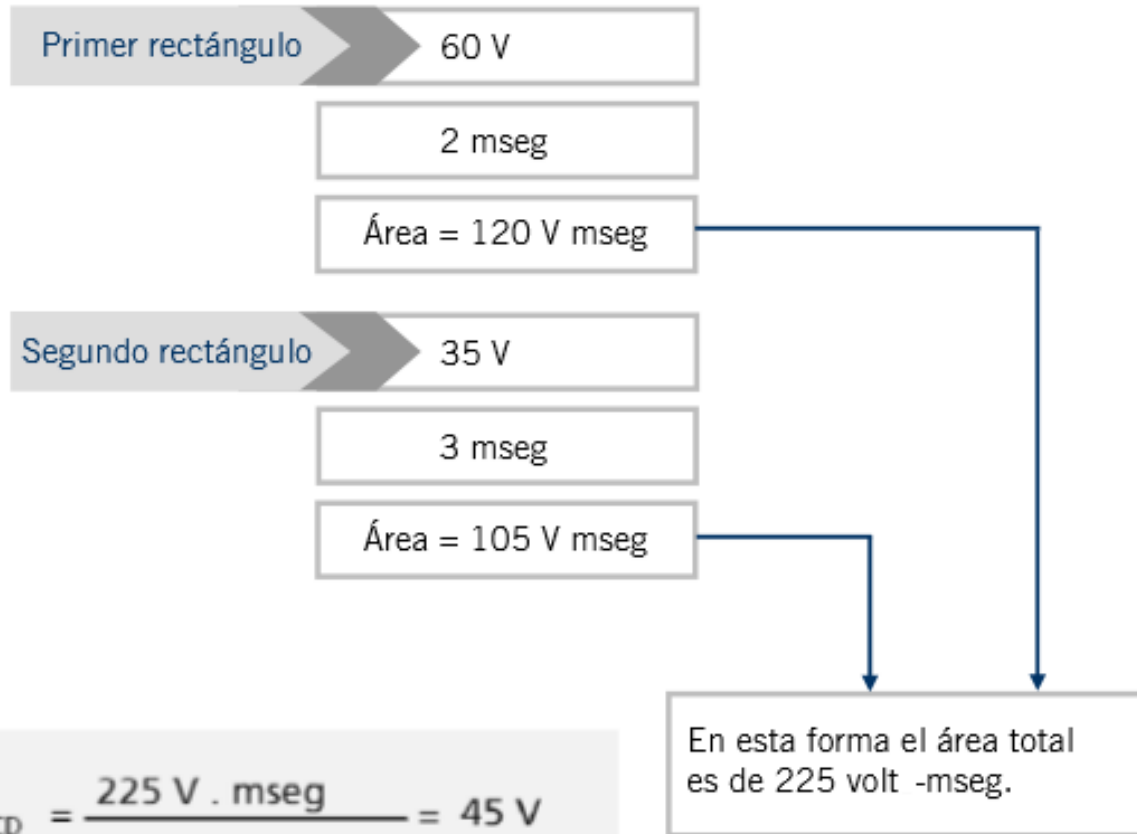 Primer rectángulo
60 V
2 mseg
Área = 120 V mseg
Segundo rectángulo
35 V
3 mseg
Área = 105 V mseg
En esta forma el área total
es de 225 volt -mseg.
225 V . mseg
= = 45 V